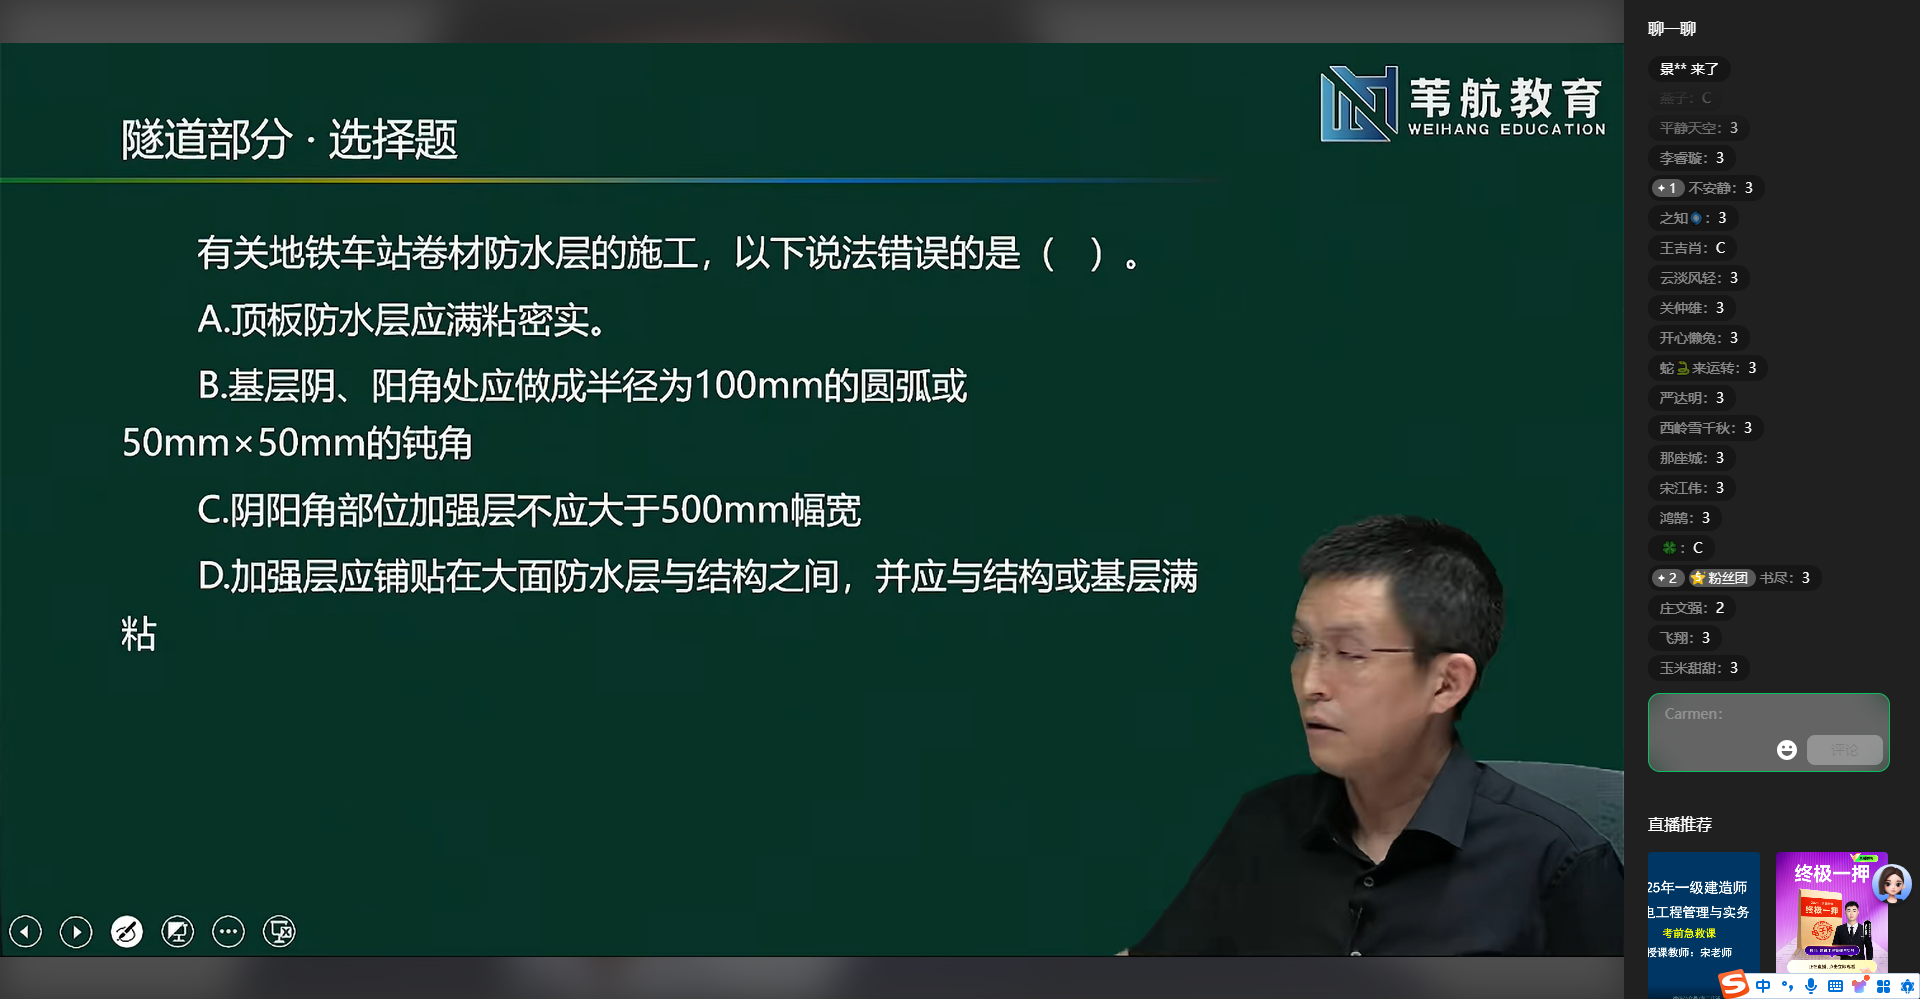 苇航教育
WEIHANG EDUCATION
隧道部分 · 选择题
有关地铁车站卷材防水层的施工，以下说法错误的是（ ）。
A.顶板防水层应满粘密实。
B.基层阴、阳角处应做成半径为100mm的圆弧或
50mm×50mm的钝角
C.阴阳角部位加强层不应大于500mm幅宽
D.加强层应铺贴在大面防水层与结构之间，并应与结构或基层满
粘
聊一聊
景** 来了
燕子：C
平静天空：3
李睿璇：3
+1 不安静：3
之知：3
王吉肖：C
云淡风轻：3
关仲雄：3
开心懒兔：3
蛇🐍来运转：3
严达明：3
西岭雪千秋：3
那座城：3
宋江伟：3
鸿鹄：3
🍀：C
+2 粉丝团 书尽：3
庄文强：2
飞翔：3
玉米甜甜：3
Carmen：
评论
直播推荐
25年一级建造师
电工程管理与实务
考前急救课
授课教师：宋老师
终极一押
终极一押
电子版
中